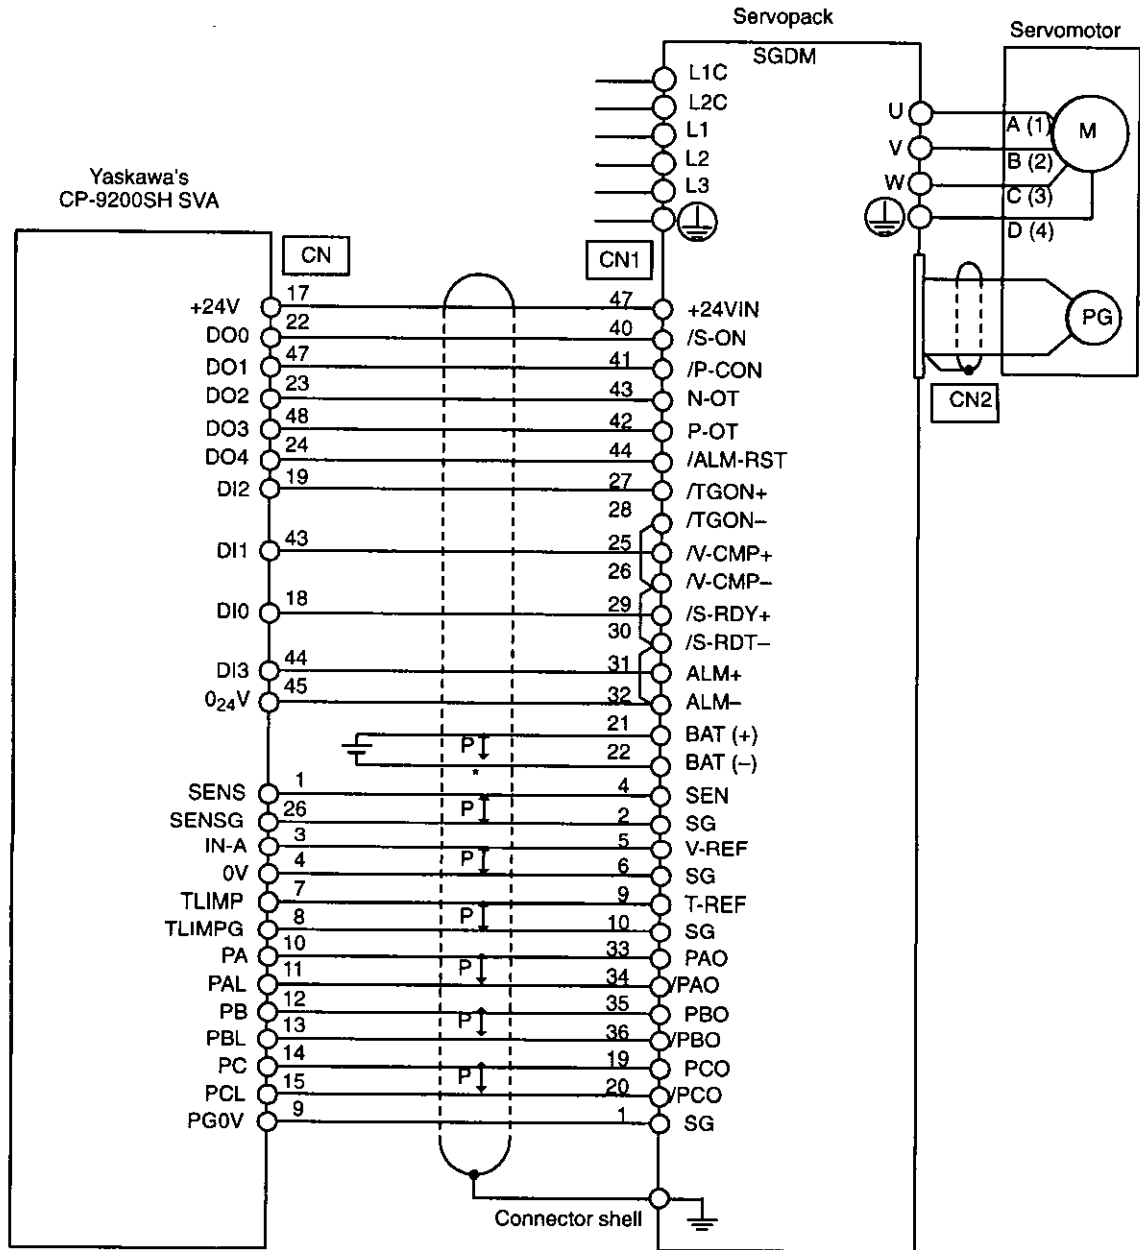 Servopack
Servomotor
SGDM
L1C
L2C
L1
L2
L3
U
V
W
A (1)
B (2)
C (3)
D (4)
M
Yaskawa's
CP-9200SH SVA
CN
CN1
PG
CN2
+24V 17 47 +24VIN
DO0 22 40 /S-ON
DO1 47 41 /P-CON
DO2 23 43 N-OT
DO3 48 42 P-OT
DO4 24 44 /ALM-RST
DI2 19 27 /TGON+
28 /TGON–
DI1 43 25 /V-CMP+
26 /V-CMP–
DI0 18 29 /S-RDY+
30 /S-RDT–
DI3 44 31 ALM+
024V 45 32 ALM–
21 BAT (+)
P
22 BAT (–)
*
SENS 1 4 SEN
P
SENSG 26 2 SG
IN-A 3 5 V-REF
P
0V 4 6 SG
TLIMP 7 9 T-REF
P
TLIMPG 8 10 SG
PA 10 33 PAO
P
PAL 11 34 /PAO
PB 12 35 PBO
P
PBL 13 36 /PBO
PC 14 19 PCO
P
PCL 15 20 /PCO
PG0V 9 1 SG
Connector shell